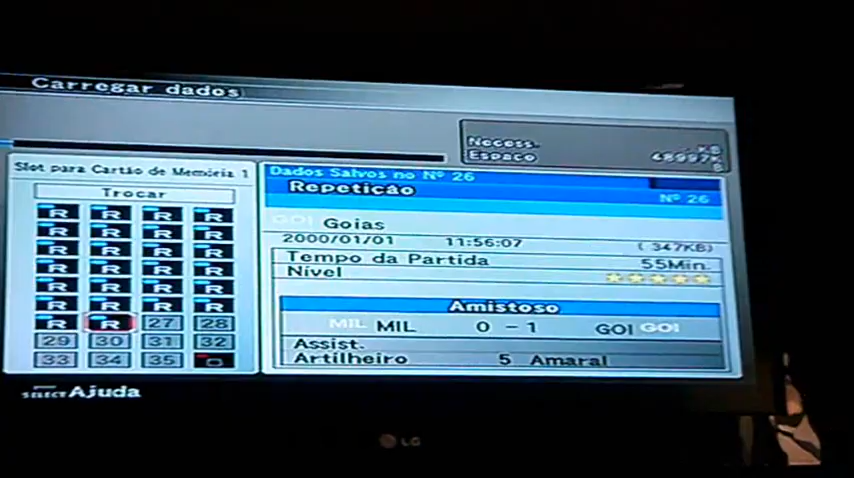 Carregar dados
Necess. KB
Espaço 48997K
B
Slot para Cartão de Memória 1
Trocar
R R R R
R R R R
R R R R
R R R R
R R R R
R R R R
R R 27 28
29 30 31 32
33 34 35
Dados Salvos no Nº 26
Repetição
Nº 26
GOI Goias
2000/01/01 11:56:07 ( 347KB)
Tempo da Partida 55Min.
Nível
Amistoso
MIL MIL 0 - 1 GOI GOI
Assist.
Artilheiro 5 Amaral
SELECT Ajuda
LG